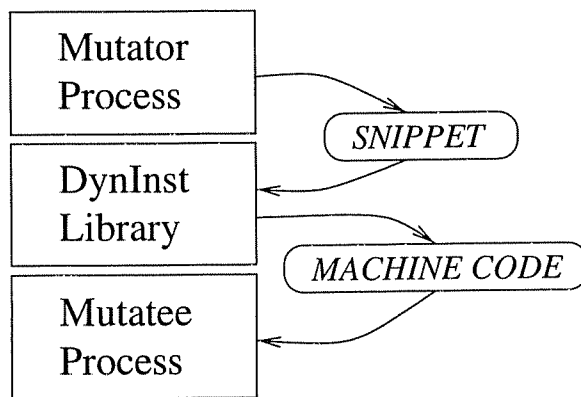 Mutator
Process
SNIPPET
DynInst
Library
MACHINE CODE
Mutatee
Process